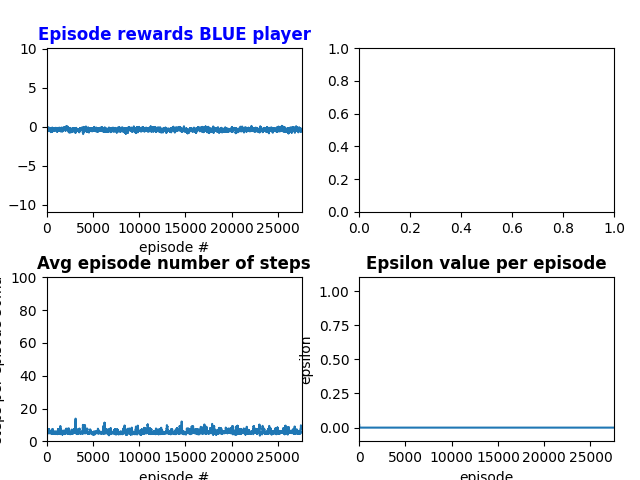 Episode rewards BLUE player
10
5
0
−5
−10
0 5000 10000 15000 20000 25000
episode #
1.0
0.8
0.6
0.4
0.2
0.0
0.0 0.2 0.4 0.6 0.8 1.0
Avg episode number of steps
100
80
60
40
20
0
0 5000 10000 15000 20000 25000
episode #
Epsilon value per episode
epsilon
1.00
0.75
0.50
0.25
0.00
0 5000 10000 15000 20000 25000
episode